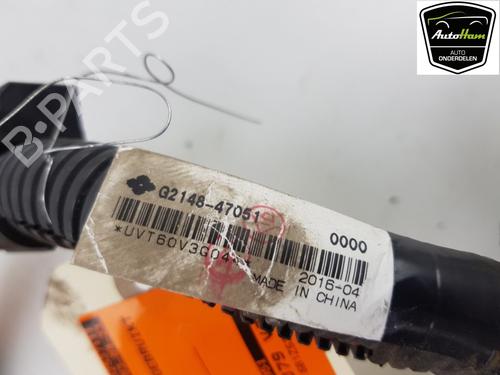 AutoHam
AUTO
ONDERDELEN
B-PARTS
G2148-47051
0000
*UVT60V3G04
2016-04
MADE IN CHINA